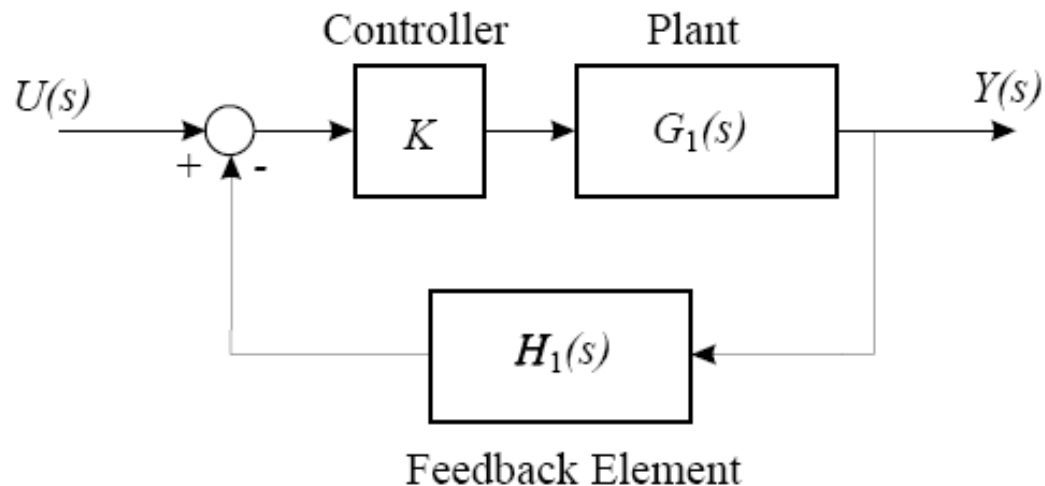 Controller Plant
U(s) Y(s)
K G₁(s)
+ -
H₁(s)
Feedback Element